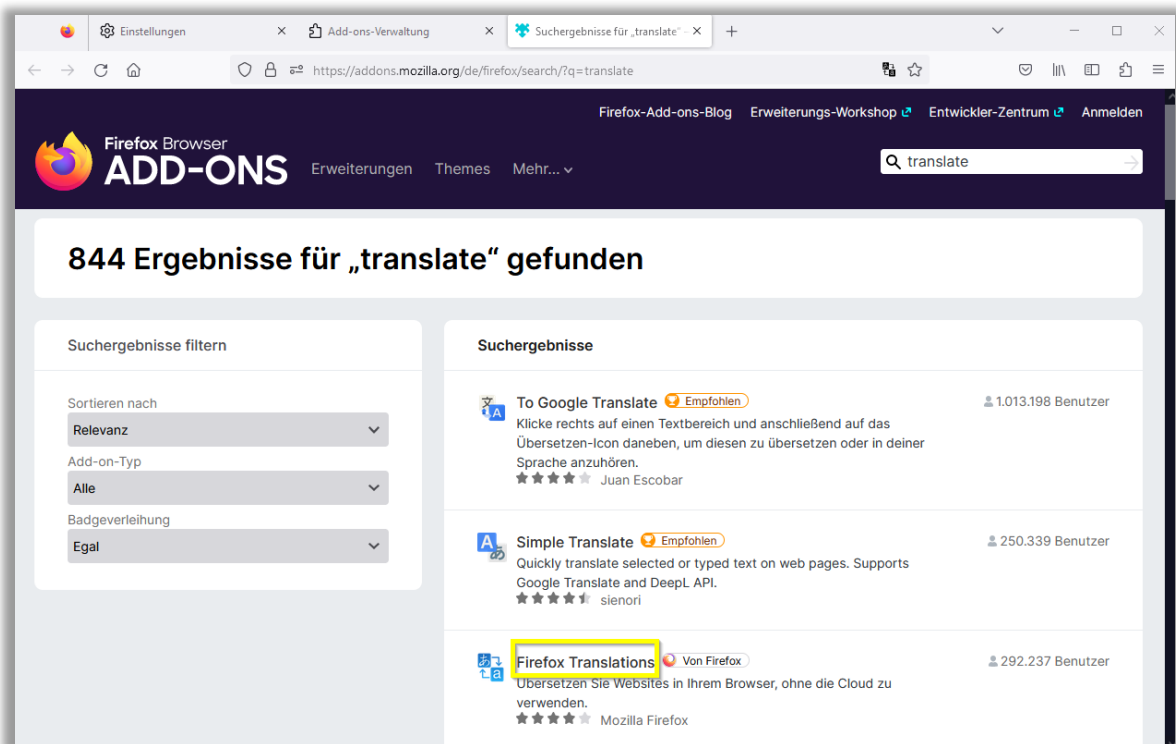 Einstellungen
Add-ons-Verwaltung
Suchergebnisse für „translate“ –
https://addons.mozilla.org/de/firefox/search/?q=translate
Firefox-Add-ons-Blog Erweiterungs-Workshop Entwickler-Zentrum Anmelden
Firefox Browser
ADD-ONS
Erweiterungen Themes Mehr...
translate
844 Ergebnisse für „translate“ gefunden
Suchergebnisse filtern
Sortieren nach
Relevanz
Add-on-Typ
Alle
Badgeverleihung
Egal
Suchergebnisse
To Google Translate Empfohlen
1.013.198 Benutzer
Klicke rechts auf einen Textbereich und anschließend auf das
Übersetzen-Icon daneben, um diesen zu übersetzen oder in deiner
Sprache anzuhören.
Juan Escobar
Simple Translate Empfohlen
250.339 Benutzer
Quickly translate selected or typed text on web pages. Supports
Google Translate and DeepL API.
sienori
Firefox Translations Von Firefox
292.237 Benutzer
Übersetzen Sie Websites in Ihrem Browser, ohne die Cloud zu
verwenden.
Mozilla Firefox